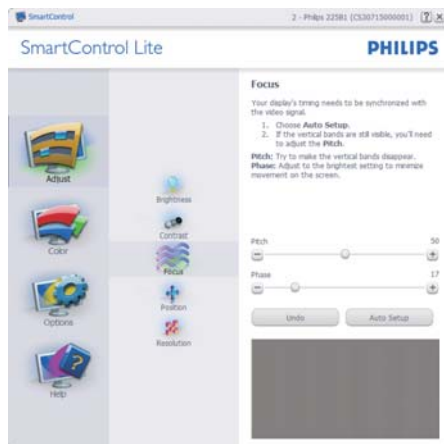 SmartControl
2 - Philips 225B1 (CS30715000001)
SmartControl Lite
PHILIPS
Adjust
Color
Options
Help
Brightness
Contrast
Focus
Position
Resolution
Focus
Your display's timing needs to be synchronized with
the video signal.
1. Choose Auto Setup.
2. If the vertical bands are still visible, you'll need
to adjust the Pitch.
Pitch: Try to make the vertical bands disappear.
Phase: Adjust to the brightest setting to minimize
movement on the screen.
Pitch 50
Phase 17
Undo Auto Setup